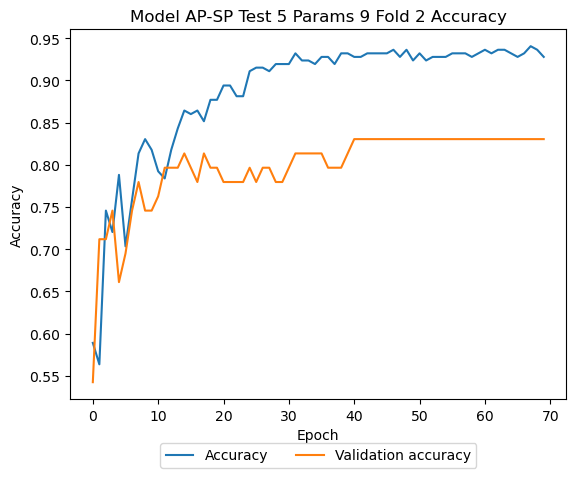 Model AP-SP Test 5 Params 9 Fold 2 Accuracy
0.95
0.90
0.85
0.80
0.75
0.70
0.65
0.60
0.55
Accuracy
0 10 20 30 40 50 60 70
Epoch
Accuracy Validation accuracy